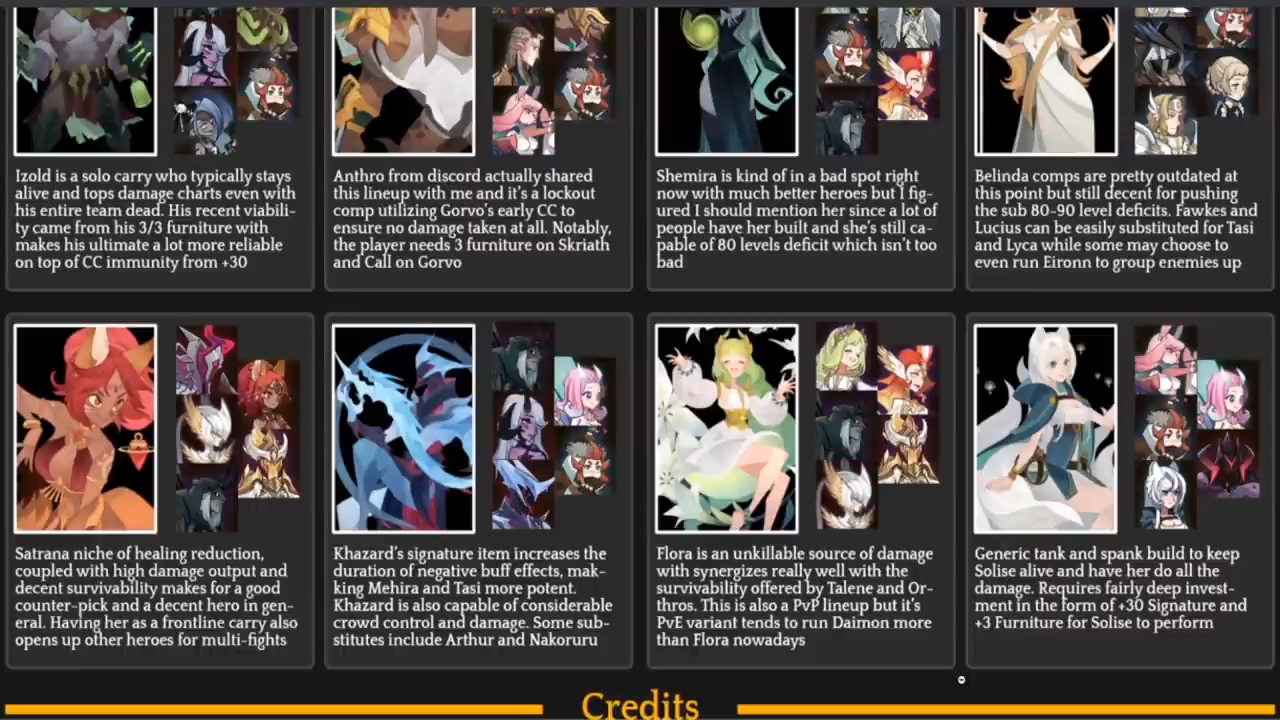 Izold is a solo carry who typically stays
alive and tops damage charts even with
his entire team dead. His recent viabili-
ty came from his 3/3 furniture with
makes his ultimate a lot more reliable
on top of CC immunity from +30
Anthro from discord actually shared
this lineup with me and it's a lockout
comp utilizing Gorvo's early CC to
ensure no damage taken at all. Notably,
the player needs 3 furniture on Skriath
and Call on Gorvo
Shemira is kind of in a bad spot right
now with much better heroes but I fig-
ured I should mention her since a lot of
people have her built and she's still ca-
pable of 80 levels deficit which isn't too
bad
Belinda comps are pretty outdated at
this point but still decent for pushing
the sub 80-90 level deficits. Fawkes and
Lucius can be easily substituted for Tasi
and Lyca while some may choose to
even run Eironn to group enemies up
Satrana niche of healing reduction,
coupled with high damage output and
decent survivability makes for a good
counter-pick and a decent hero in gen-
eral. Having her as a frontline carry also
opens up other heroes for multi-fights
Khazard's signature item increases the
duration of negative buff effects, mak-
king Mehira and Tasi more potent.
Khazard is also capable of considerable
crowd control and damage. Some sub-
stitutes include Arthur and Nakoruru
Flora is an unkillable source of damage
with synergizes really well with the
survivability offered by Talene and Or-
thros. This is also a PvP lineup but it's
PvE variant tends to run Daimon more
than Flora nowadays
Generic tank and spank build to keep
Solise alive and have her do all the
damage. Requires fairly deep invest-
ment in the form of +30 Signature and
+3 Furniture for Solise to perform
Credits